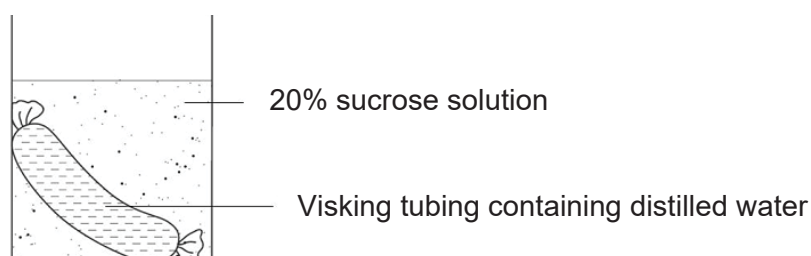 20% sucrose solution
Visking tubing containing distilled water